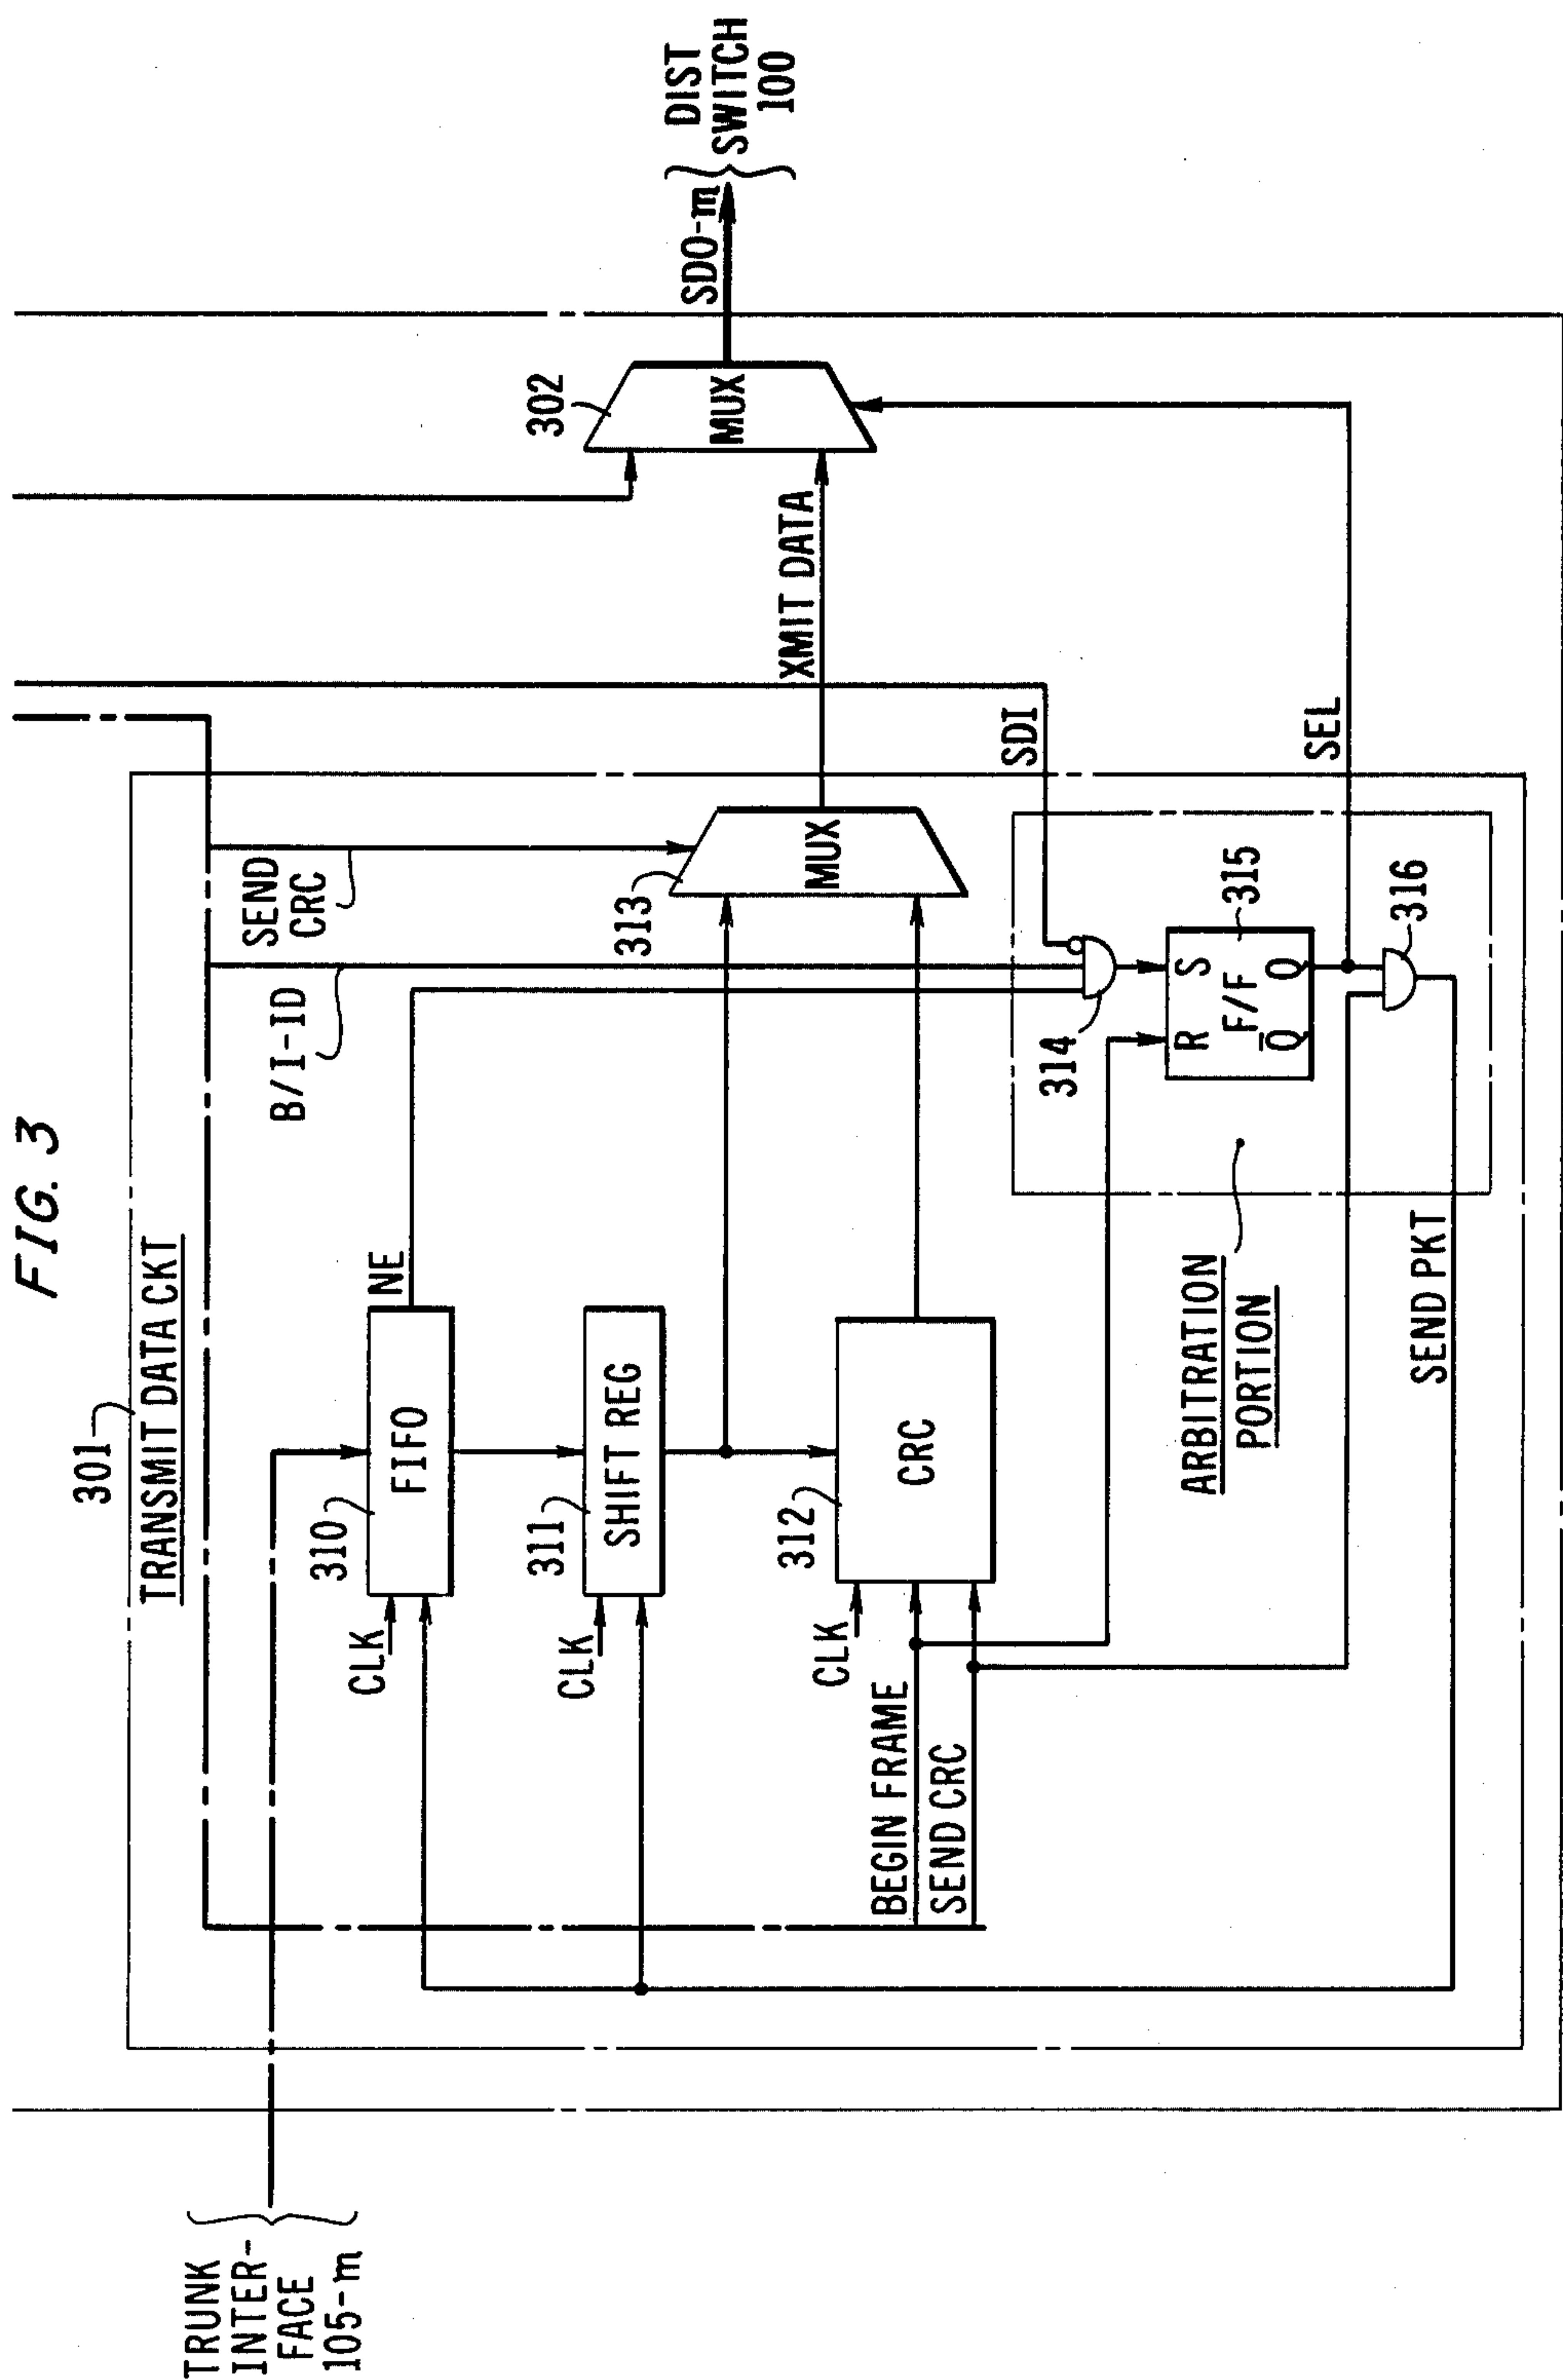 FIG. 3
301
TRANSMIT DATA CKT
TRUNK
INTER-
FACE
105-m
310
FIFO
NE
CLK
311
SHIFT REG
CLK
312
CRC
CLK
BEGIN FRAME
SEND CRC
B/I-ID
SEND
CRC
313
MUX
XMIT DATA
302
MUX
SDO-m
DIST
SWITCH
100
SDI
314
R
S
F/F
Q
Q
315
SEL
316
ARBITRATION
PORTION
SEND PKT